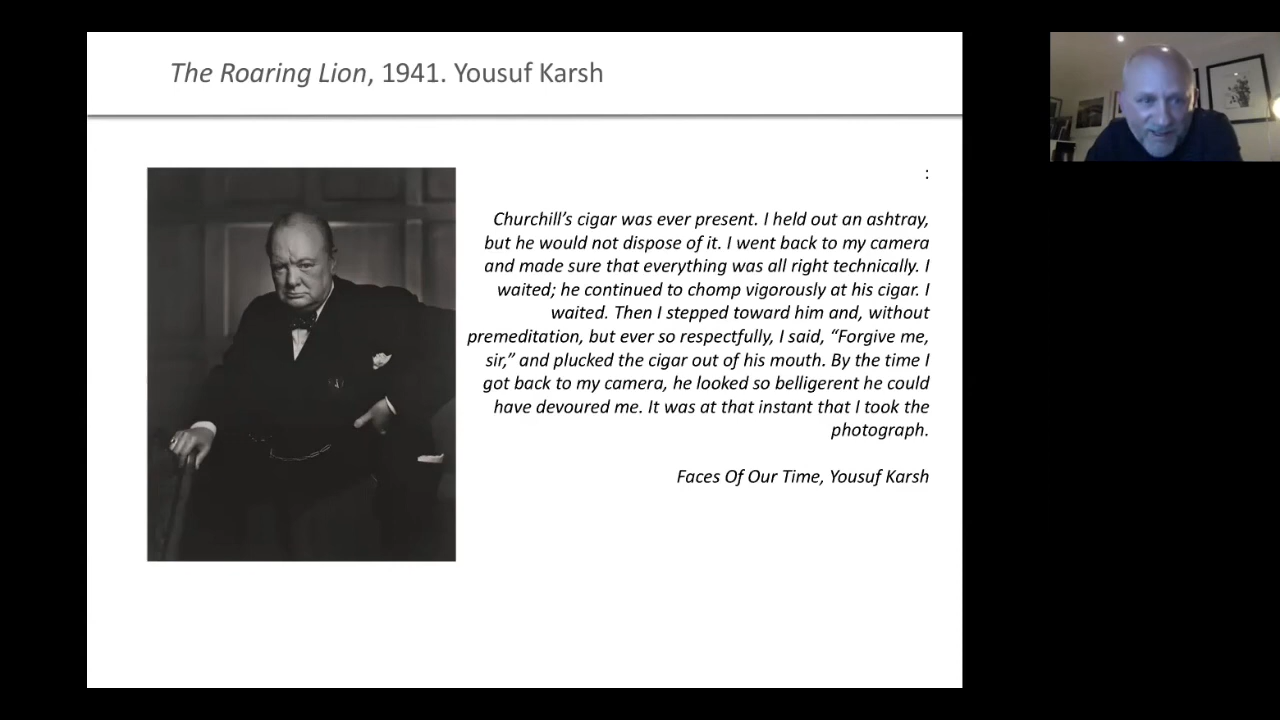 The Roaring Lion, 1941. Yousuf Karsh
:
Churchill’s cigar was ever present. I held out an ashtray,
but he would not dispose of it. I went back to my camera
and made sure that everything was all right technically. I
waited; he continued to chomp vigorously at his cigar. I
waited. Then I stepped toward him and, without
premeditation, but ever so respectfully, I said, “Forgive me,
sir,” and plucked the cigar out of his mouth. By the time I
got back to my camera, he looked so belligerent he could
have devoured me. It was at that instant that I took the
photograph.
Faces Of Our Time, Yousuf Karsh